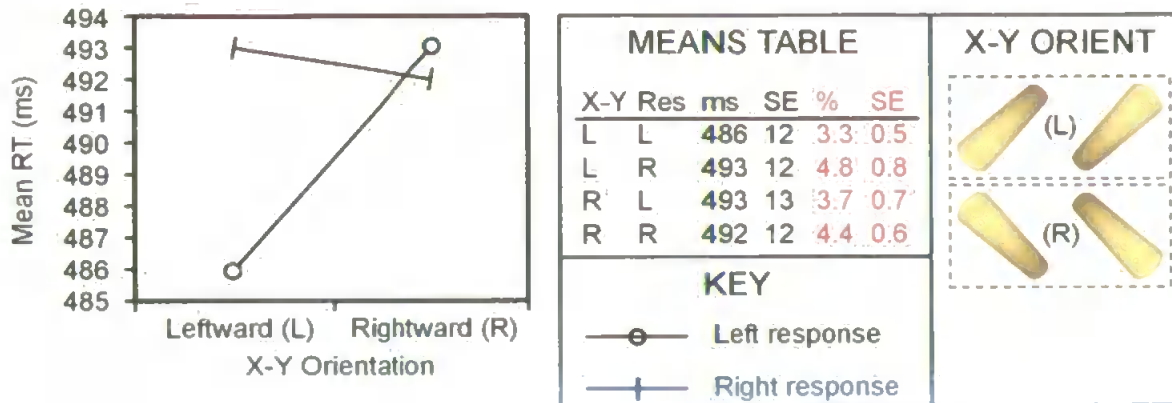 494
493
492
491
490
489
488
487
486
485
Mean RT (ms)
Leftward (L) Rightward (R)
X-Y Orientation
MEANS TABLE
X-Y Res ms SE % SE
L L 486 12 3.3 0.5
L R 493 12 4.8 0.8
R L 493 13 3.7 0.7
R R 492 12 4.4 0.6
KEY
Left response
Right response
X-Y ORIENT
(L)
(R)